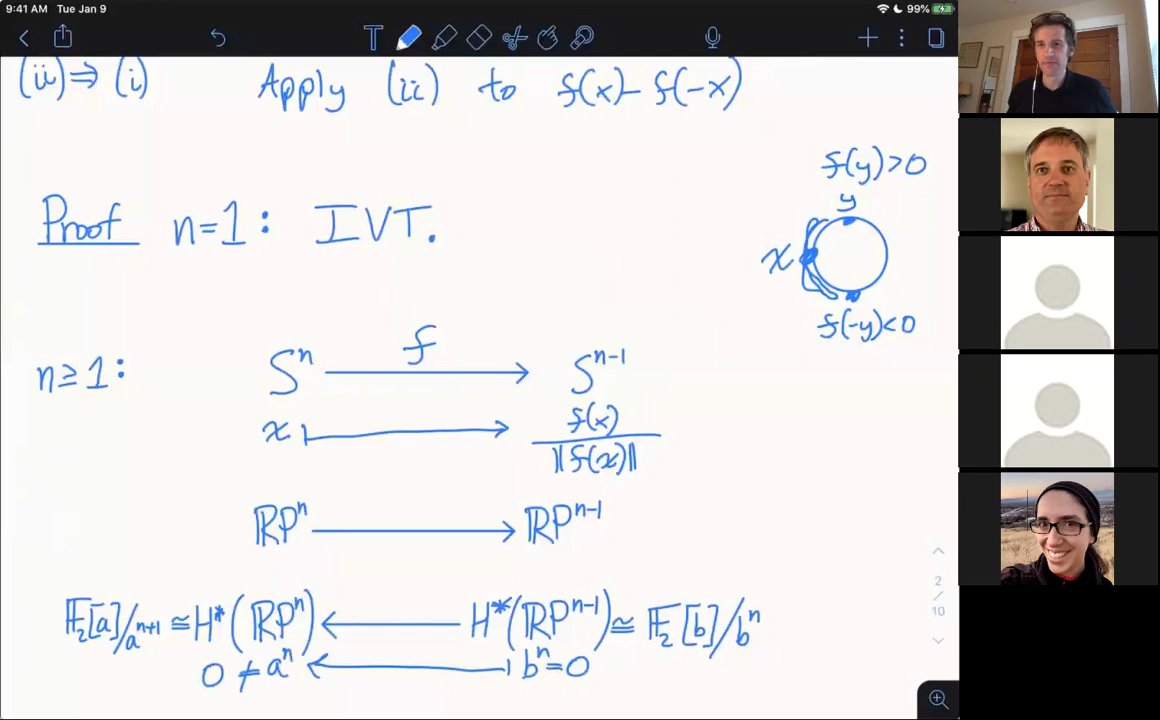 9:41 AM Tue Jan 9
99%
(ii) ⇒ (i) Apply (ii) to f(x) - f(-x)
f(y) > 0
y
Proof n=1: IVT.
x
f(-y) < 0
n ≥ 1: Sⁿ ⟶ Sⁿ⁻¹
f
x ⟼ f(x)/‖f(x)‖
ℝPⁿ ⟶ ℝPⁿ⁻¹
2
/
10
𝔽₂[a]/aⁿ⁺¹ ≅ H*(ℝPⁿ) ⟵ H*(ℝPⁿ⁻¹) ≅ 𝔽₂[b]/bⁿ
0 ≠ aⁿ ⟻ bⁿ = 0